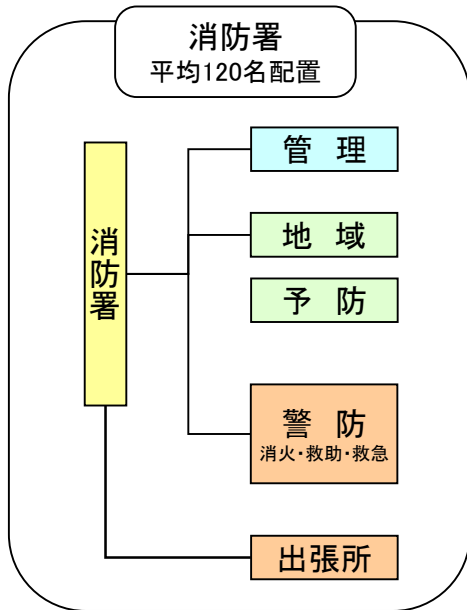 消防署
平均120名配置
消防署
管 理
地 域
予 防
警 防
消火・救助・救急
出張所